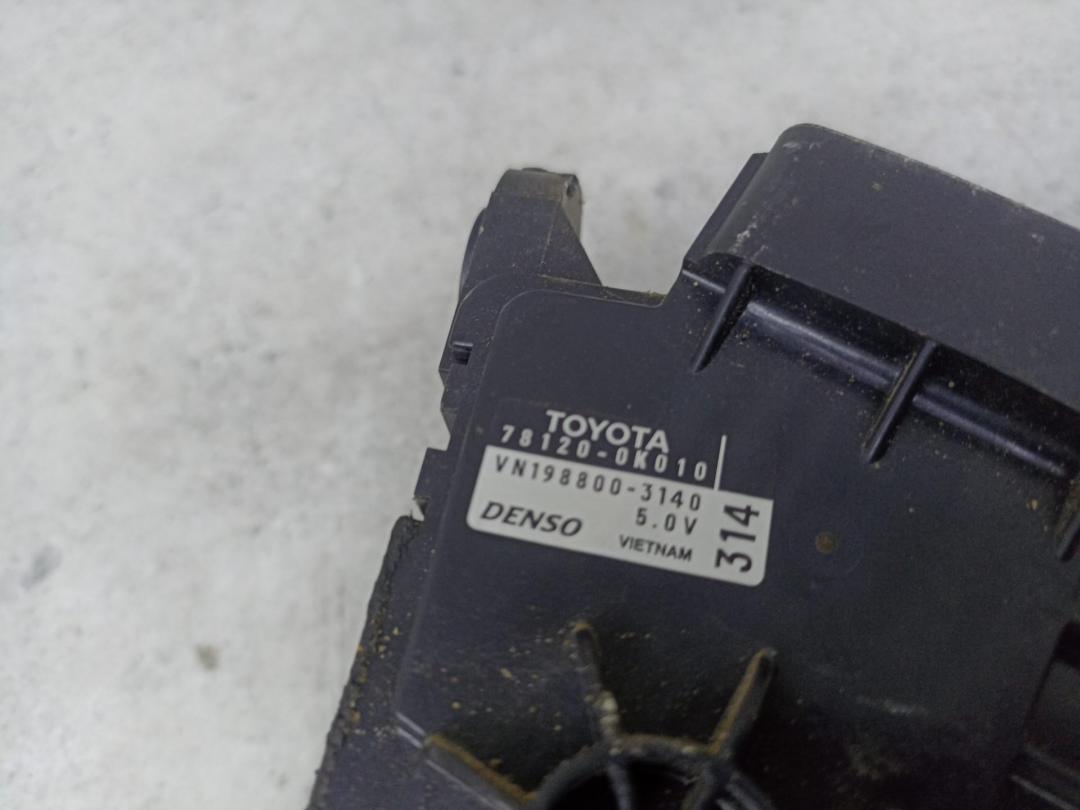 TOYOTA
78120-0K010
VN198800-3140
5.0V
DENSO
VIETNAM
314